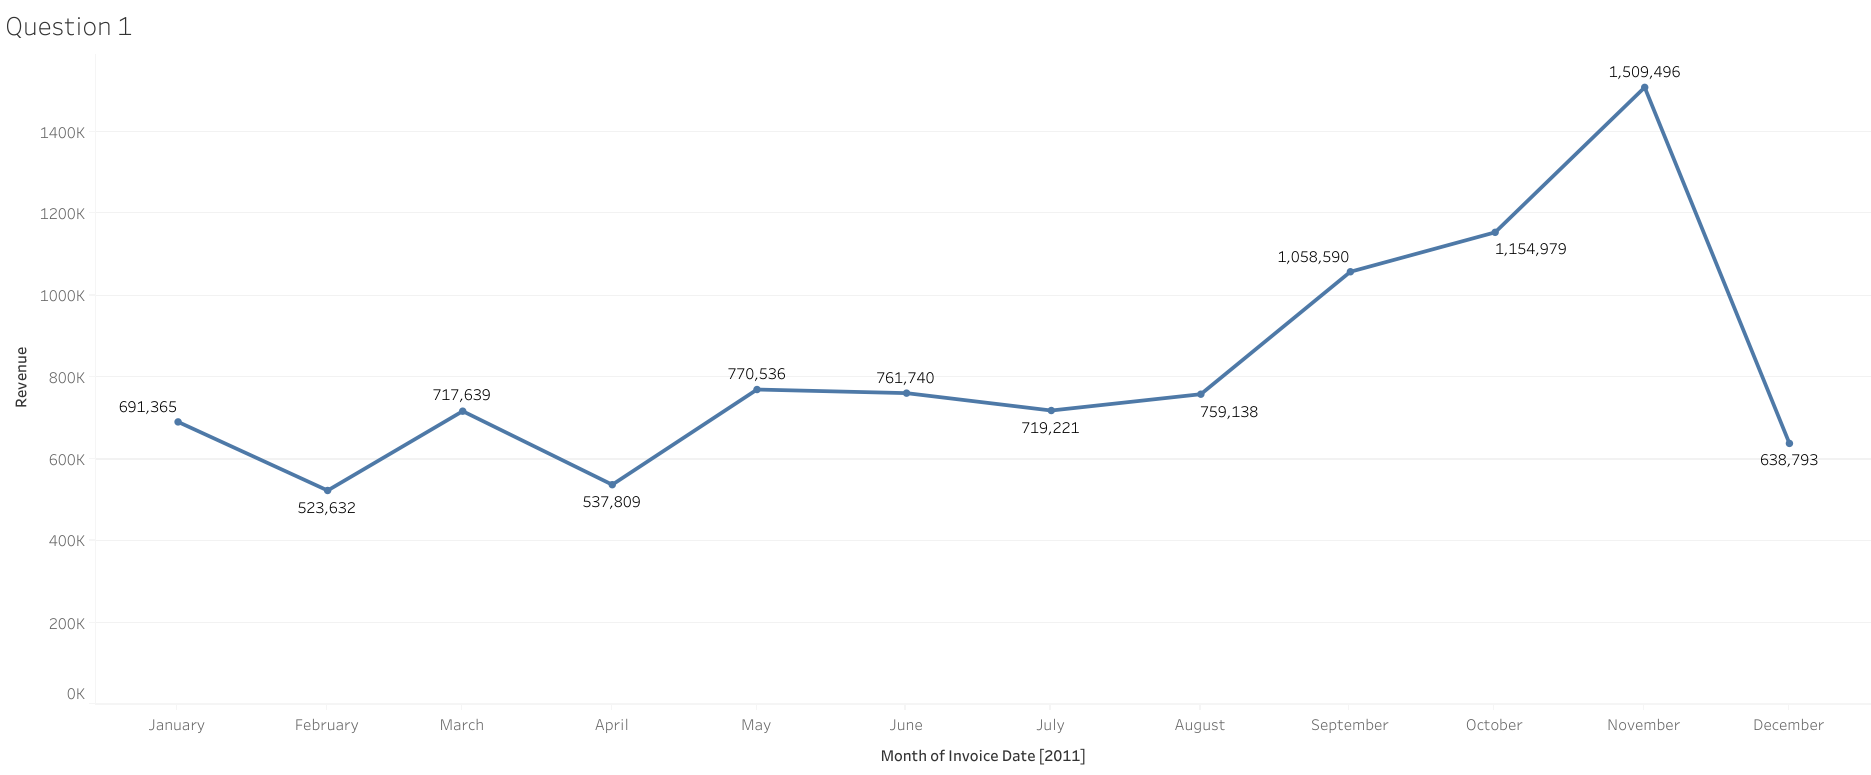 Question 1
1,509,496
1400K
1200K
1,058,590
1,154,979
1000K
Revenue
800K
770,536
761,740
717,639
691,365
759,138
719,221
638,793
600K
523,632
537,809
400K
200K
0K
January
February
March
April
May
June
July
August
September
October
November
December
Month of Invoice Date [2011]